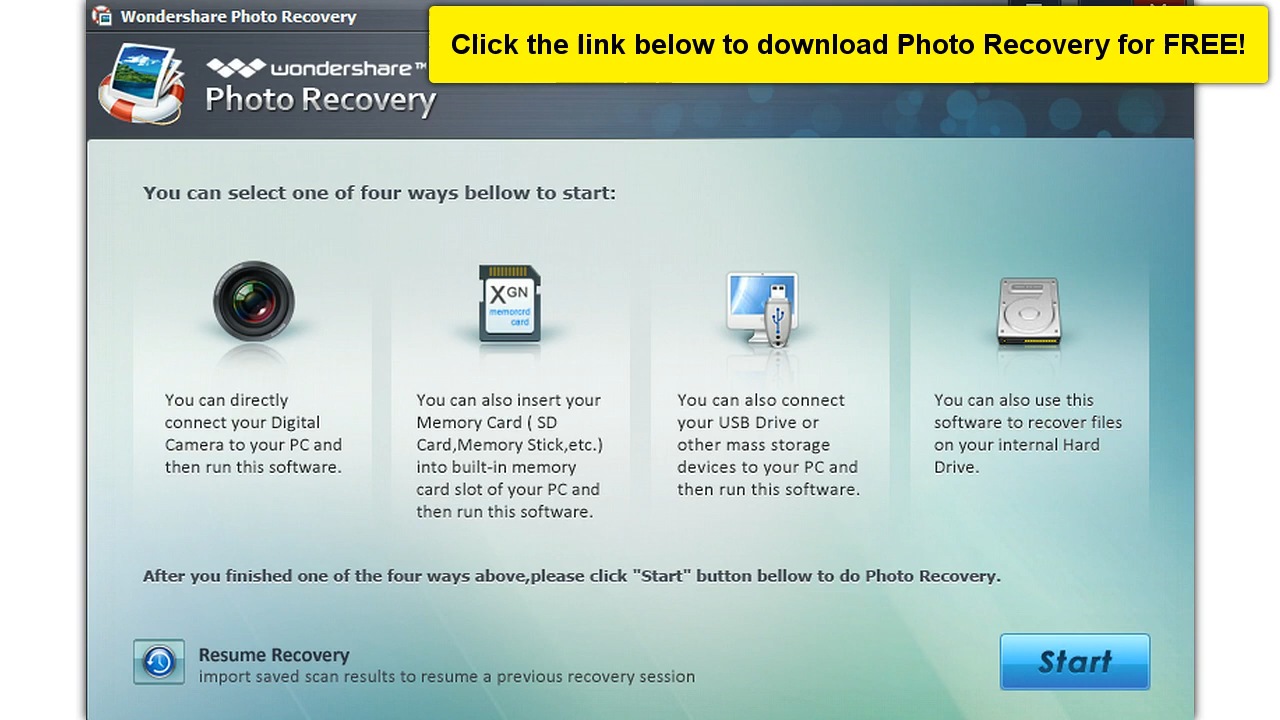 Wondershare Photo Recovery
Click the link below to download Photo Recovery for FREE!
wondershare™
Photo Recovery
You can select one of four ways bellow to start:
XGN
memorcrd
card
You can directly
connect your Digital
Camera to your PC and
then run this software.
You can also insert your
Memory Card ( SD
Card,Memory Stick,etc.)
into built-in memory
card slot of your PC and
then run this software.
You can also connect
your USB Drive or
other mass storage
devices to your PC and
then run this software.
You can also use this
software to recover files
on your internal Hard
Drive.
After you finished one of the four ways above,please click "Start" button bellow to do Photo Recovery.
Resume Recovery
import saved scan results to resume a previous recovery session
Start